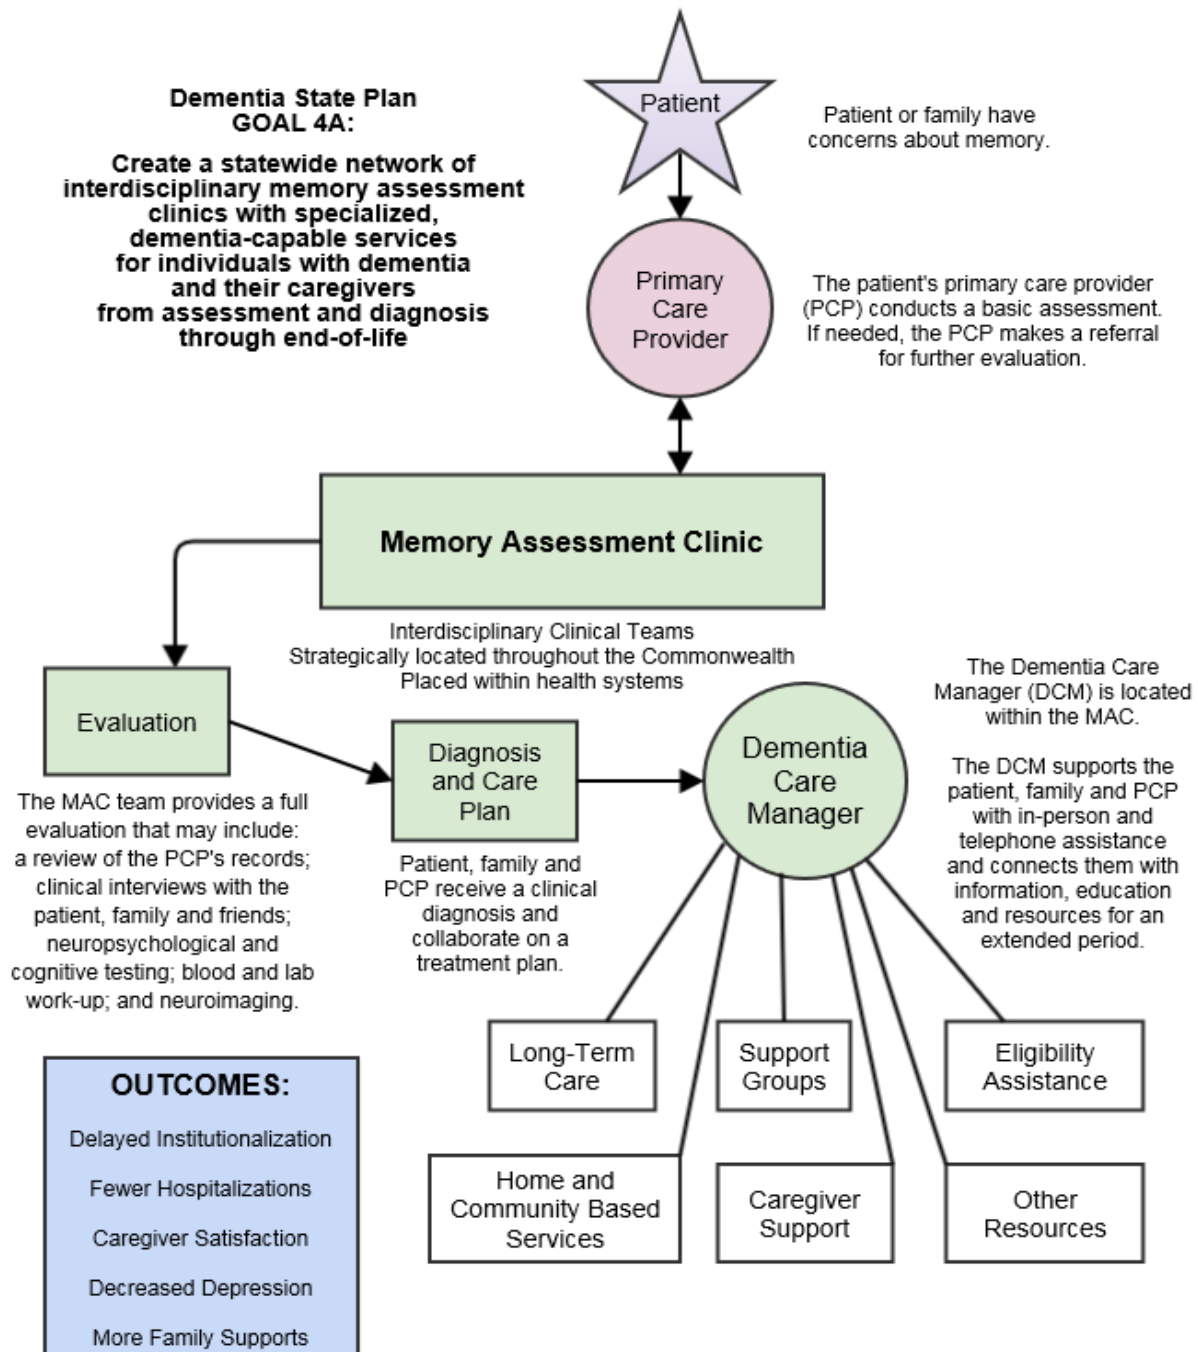 Dementia State Plan
GOAL 4A:
Create a statewide network of
interdisciplinary memory assessment
clinics with specialized,
dementia-capable services
for individuals with dementia
and their caregivers
from assessment and diagnosis
through end-of-life
Patient
Patient or family have
concerns about memory.
Primary
Care
Provider
The patient's primary care provider
(PCP) conducts a basic assessment.
If needed, the PCP makes a referral
for further evaluation.
Memory Assessment Clinic
Interdisciplinary Clinical Teams
Strategically located throughout the Commonwealth
Placed within health systems
Evaluation
The MAC team provides a full
evaluation that may include:
a review of the PCP's records;
clinical interviews with the
patient, family and friends;
neuropsychological and
cognitive testing; blood and lab
work-up; and neuroimaging.
Diagnosis
and Care
Plan
Patient, family and
PCP receive a clinical
diagnosis and
collaborate on a
treatment plan.
Dementia
Care
Manager
The Dementia Care
Manager (DCM) is located
within the MAC.
The DCM supports the
patient, family and PCP
with in-person and
telephone assistance
and connects them with
information, education
and resources for an
extended period.
Long-Term
Care
Support
Groups
Eligibility
Assistance
Home and
Community Based
Services
Caregiver
Support
Other
Resources
OUTCOMES:
Delayed Institutionalization
Fewer Hospitalizations
Caregiver Satisfaction
Decreased Depression
More Family Supports